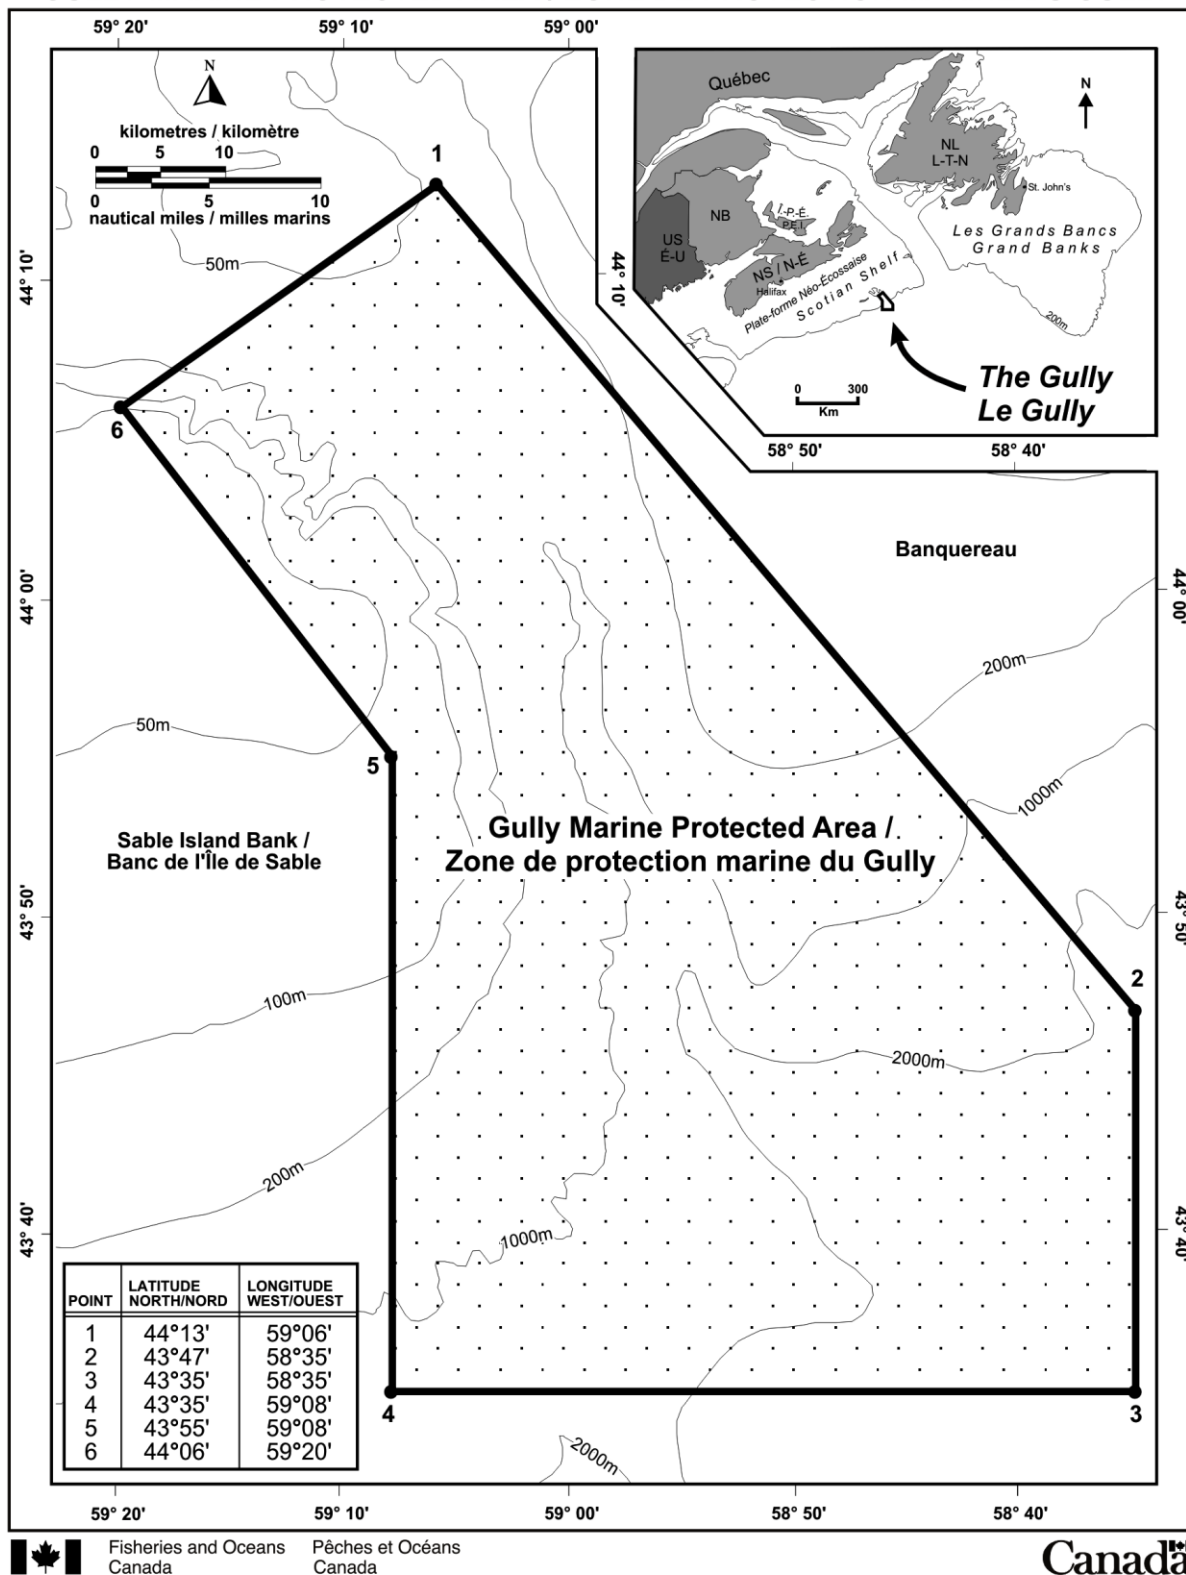 59° 20'
59° 10'
59° 00'
N
kilometres / kilomètre
0 5 10
0 5 10
nautical miles / milles marins
Québec
N
NL
L-T-N
St. John's
NB
Î.-P.-É.
P.E.I.
US
É-U
NS / N-É
Halifax
Les Grands Bancs
Grand Banks
Plate-forme Néo-Écossaise
Scotian Shelf
200m
0 300
Km
The Gully
Le Gully
44° 10'
44° 10'
58° 50'
58° 40'
1
50m
6
Banquereau
44° 00'
44° 00'
200m
50m
5
1000m
Sable Island Bank /
Banc de l'Île de Sable
Gully Marine Protected Area /
Zone de protection marine du Gully
43° 50'
43° 50'
2
100m
2000m
200m
43° 40'
43° 40'
1000m
POINT LATITUDE NORTH/NORD LONGITUDE WEST/OUEST
1 44°13' 59°06'
2 43°47' 58°35'
3 43°35' 58°35'
4 43°35' 59°08'
5 43°55' 59°08'
6 44°06' 59°20'
4
3
2000m
59° 20'
59° 10'
59° 00'
58° 50'
58° 40'
Fisheries and Oceans
Canada
Pêches et Océans
Canada
Canada